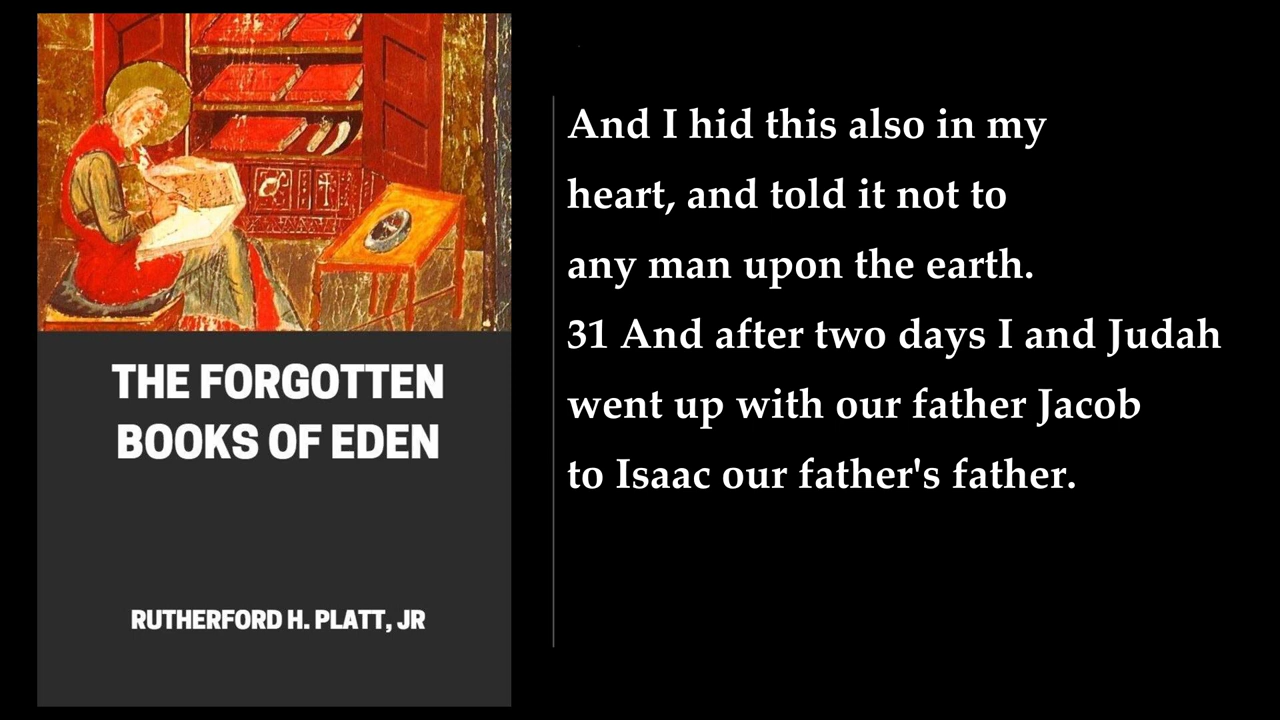 THE FORGOTTEN
BOOKS OF EDEN
RUTHERFORD H. PLATT, JR
And I hid this also in my
heart, and told it not to
any man upon the earth.
31 And after two days I and Judah
went up with our father Jacob
to Isaac our father's father.